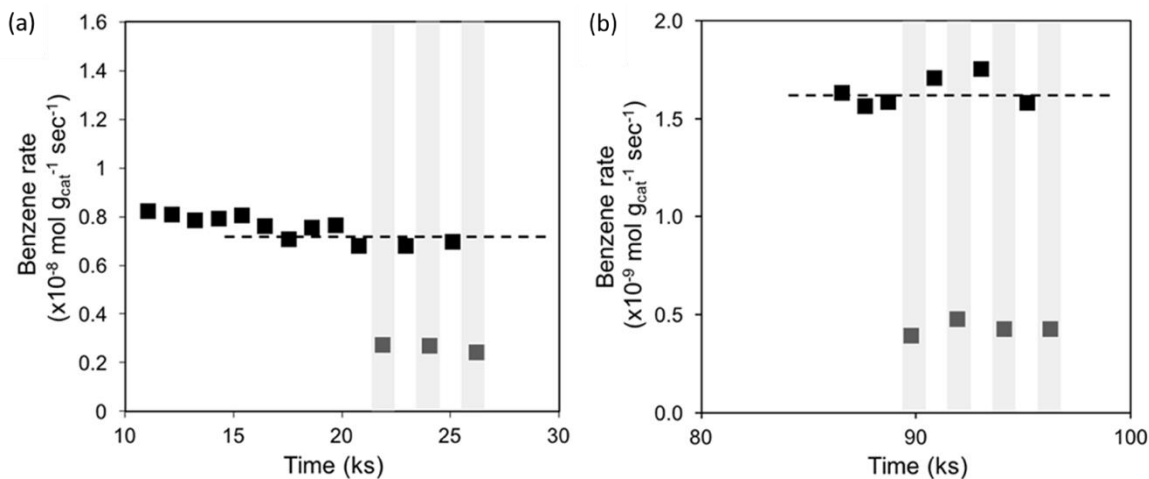 (a)
Benzene rate
(x10⁻⁸ mol g_cat⁻¹ sec⁻¹)
1.6
1.4
1.2
1
0.8
0.6
0.4
0.2
0
10
15
20
25
30
Time (ks)
(b)
Benzene rate
(x10⁻⁹ mol g_cat⁻¹ sec⁻¹)
2.0
1.5
1.0
0.5
0.0
80
90
100
Time (ks)